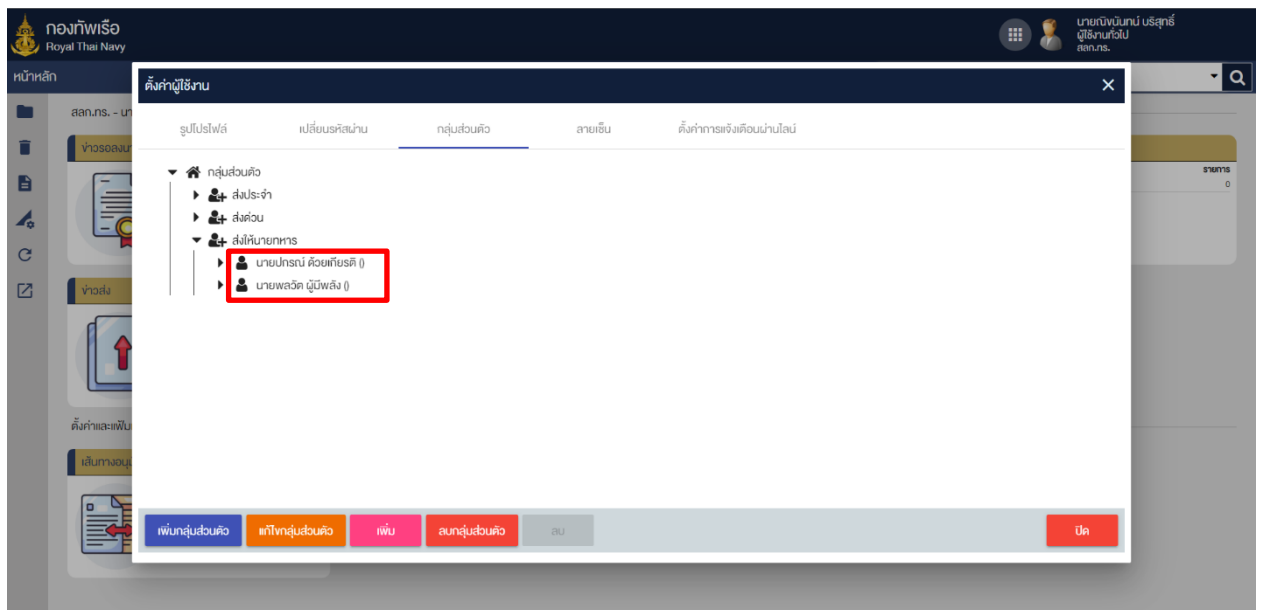 กองทัพเรือ
Royal Thai Navy
นายณิงนันทน์ บริสุทธิ์
ผู้ใช้งานทั่วไป
สลก.ทร.
หน้าหลัก
ตั้งค่าผู้ใช้งาน
สลก.ทร. - นา
รูปโปรไฟล์
เปลี่ยนรหัสผ่าน
กลุ่มส่วนตัว
ลายเซ็น
ตั้งค่าการแจ้งเตือนผ่านไลน์
ข่าวรอลงนา
รายการ
0
กลุ่มส่วนตัว
ส่งประจำ
ส่งด่วน
ส่งให้นายทหาร
นายปกรณ์ ด้วยเกียรติ ()
นายพลวัต ผู้มีพลัง ()
ข่าวส่ง
ตั้งค่าและแฟ้ม
เส้นทางอนุ
เพิ่มกลุ่มส่วนตัว
แก้ไขกลุ่มส่วนตัว
เพิ่ม
ลบกลุ่มส่วนตัว
ลบ
ปิด